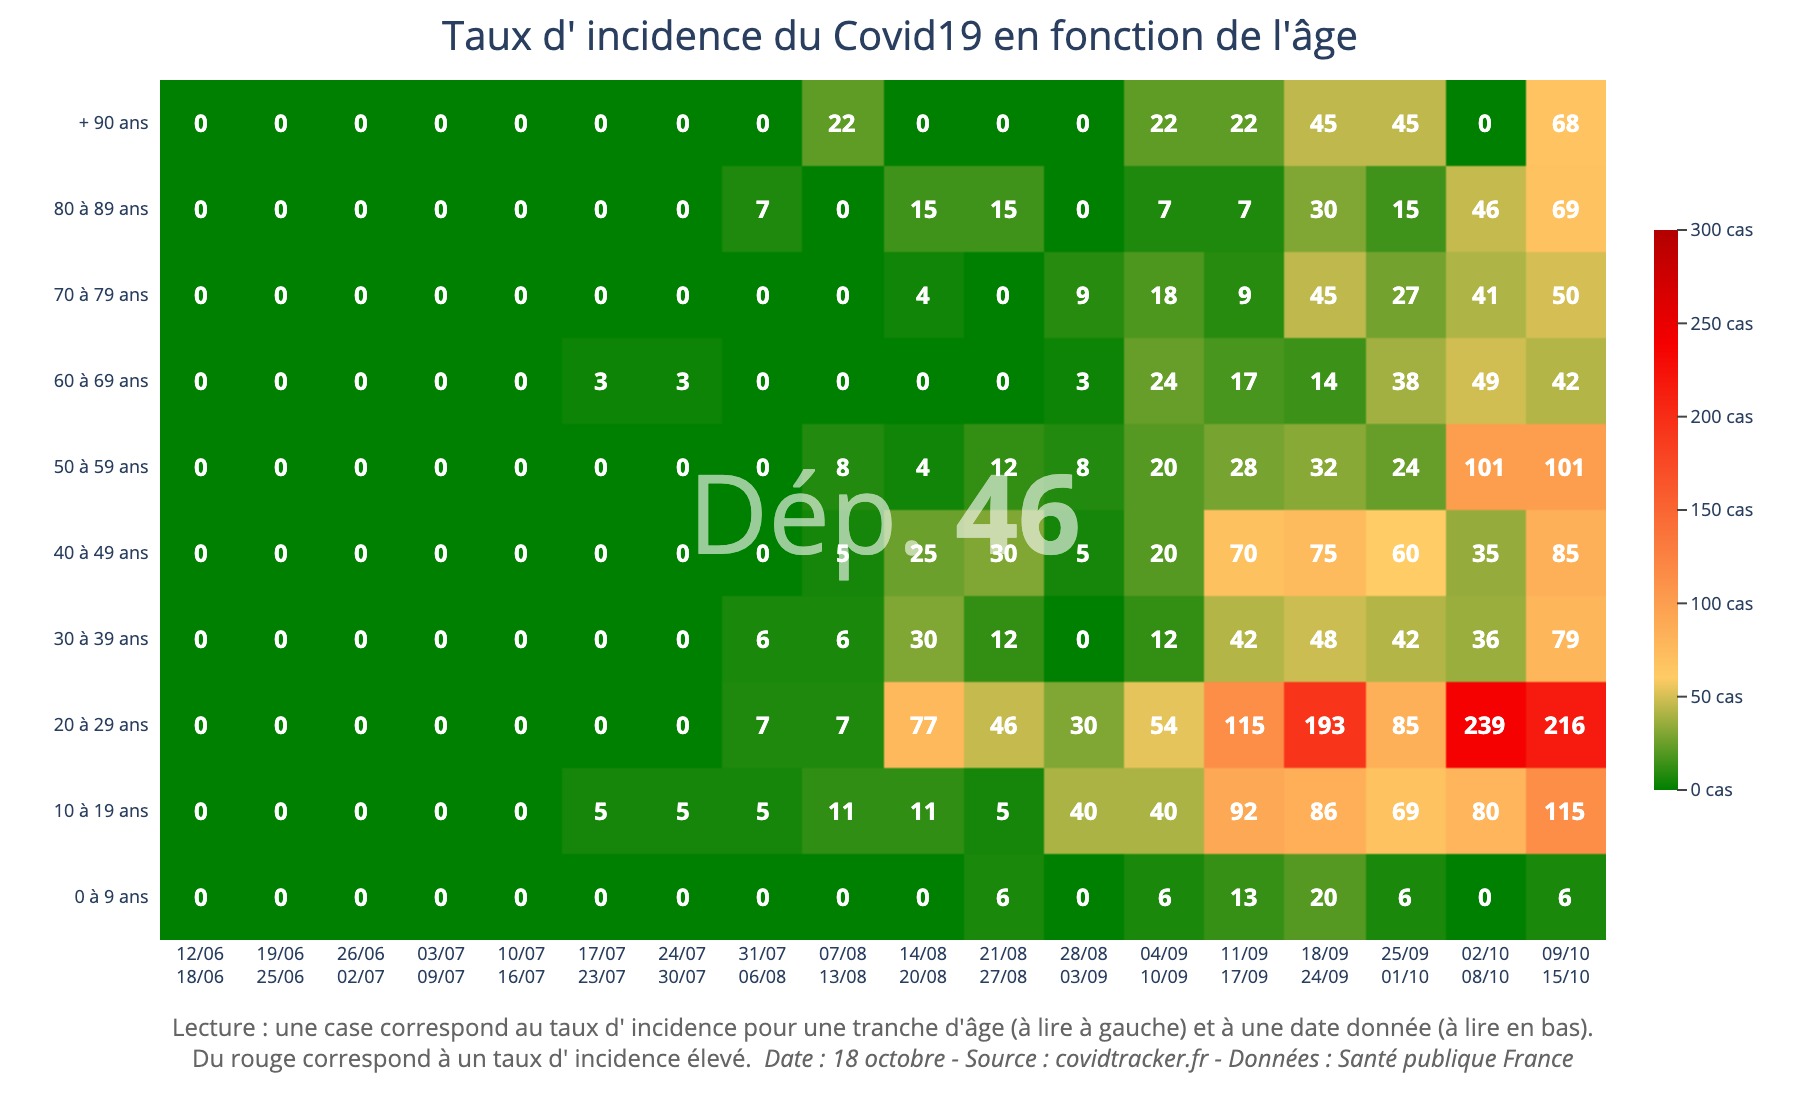 Taux d' incidence du Covid19 en fonction de l'âge
+ 90 ans 0 0 0 0 0 0 0 0 22 0 0 0 22 22 45 45 0 68
80 à 89 ans 0 0 0 0 0 0 0 7 0 15 15 0 7 7 30 15 46 69
70 à 79 ans 0 0 0 0 0 0 0 0 0 4 0 9 18 9 45 27 41 50
60 à 69 ans 0 0 0 0 0 3 3 0 0 0 0 3 24 17 14 38 49 42
50 à 59 ans 0 0 0 0 0 0 0 0 8 4 12 8 20 28 32 24 101 101
Dép. 46
40 à 49 ans 0 0 0 0 0 0 0 0 5 25 30 5 20 70 75 60 35 85
30 à 39 ans 0 0 0 0 0 0 0 6 6 30 12 0 12 42 48 42 36 79
20 à 29 ans 0 0 0 0 0 0 0 7 7 77 46 30 54 115 193 85 239 216
10 à 19 ans 0 0 0 0 0 5 5 5 11 11 5 40 40 92 86 69 80 115
0 à 9 ans 0 0 0 0 0 0 0 0 0 0 6 0 6 13 20 6 0 6
12/06 19/06 26/06 03/07 10/07 17/07 24/07 31/07 07/08 14/08 21/08 28/08 04/09 11/09 18/09 25/09 02/10 09/10
18/06 25/06 02/07 09/07 16/07 23/07 30/07 06/08 13/08 20/08 27/08 03/09 10/09 17/09 24/09 01/10 08/10 15/10
300 cas
250 cas
200 cas
150 cas
100 cas
50 cas
0 cas
Lecture : une case correspond au taux d' incidence pour une tranche d'âge (à lire à gauche) et à une date donnée (à lire en bas).
Du rouge correspond à un taux d' incidence élevé. Date : 18 octobre - Source : covidtracker.fr - Données : Santé publique France